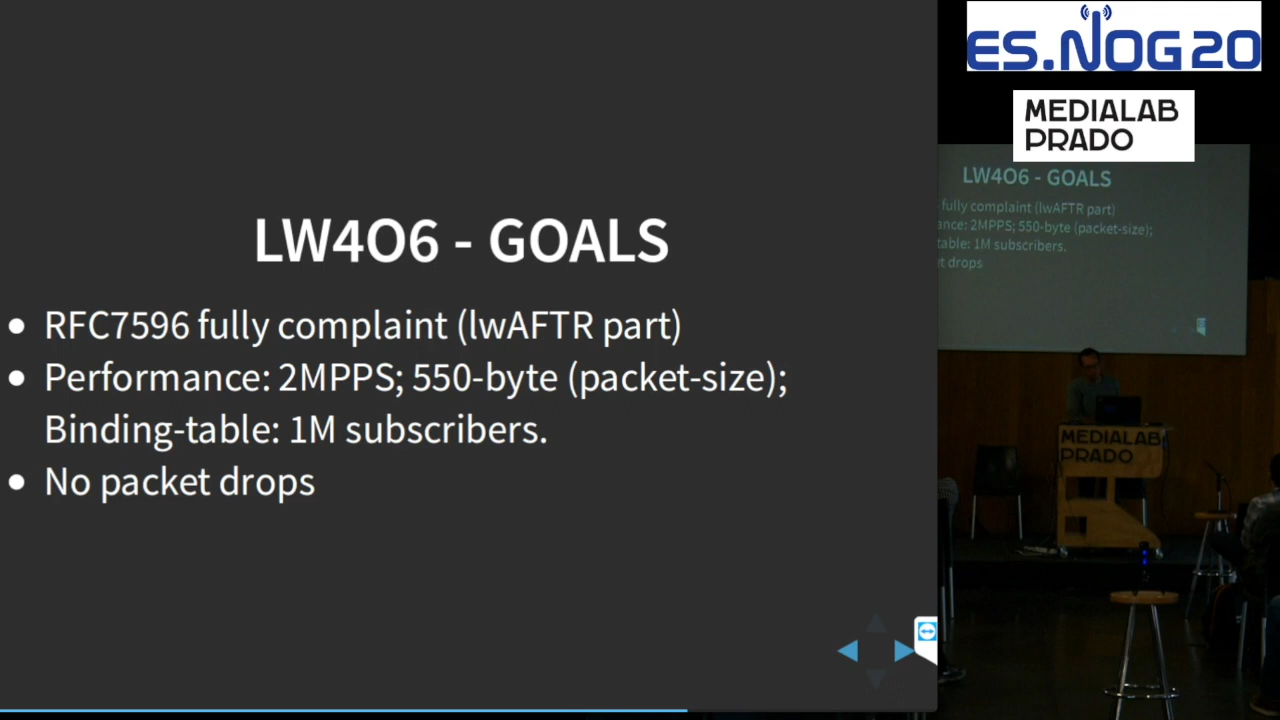 LW4O6 - GOALS
RFC7596 fully complaint (lwAFTR part)
Performance: 2MPPS; 550-byte (packet-size);
Binding-table: 1M subscribers.
No packet drops
ES.NOG20
MEDIALAB
PRADO
LW4O6 - GOALS
fully complaint (lwAFTR part)
ance: 2MPPS; 550-byte (packet-size);
table: 1M subscribers.
t drops
MEDIALAB
PRADO